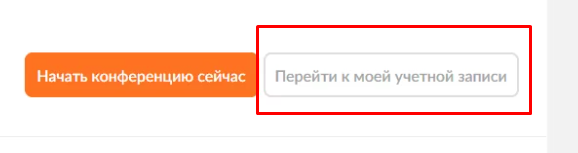 Начать конференцию сейчас
Перейти к моей учетной записи